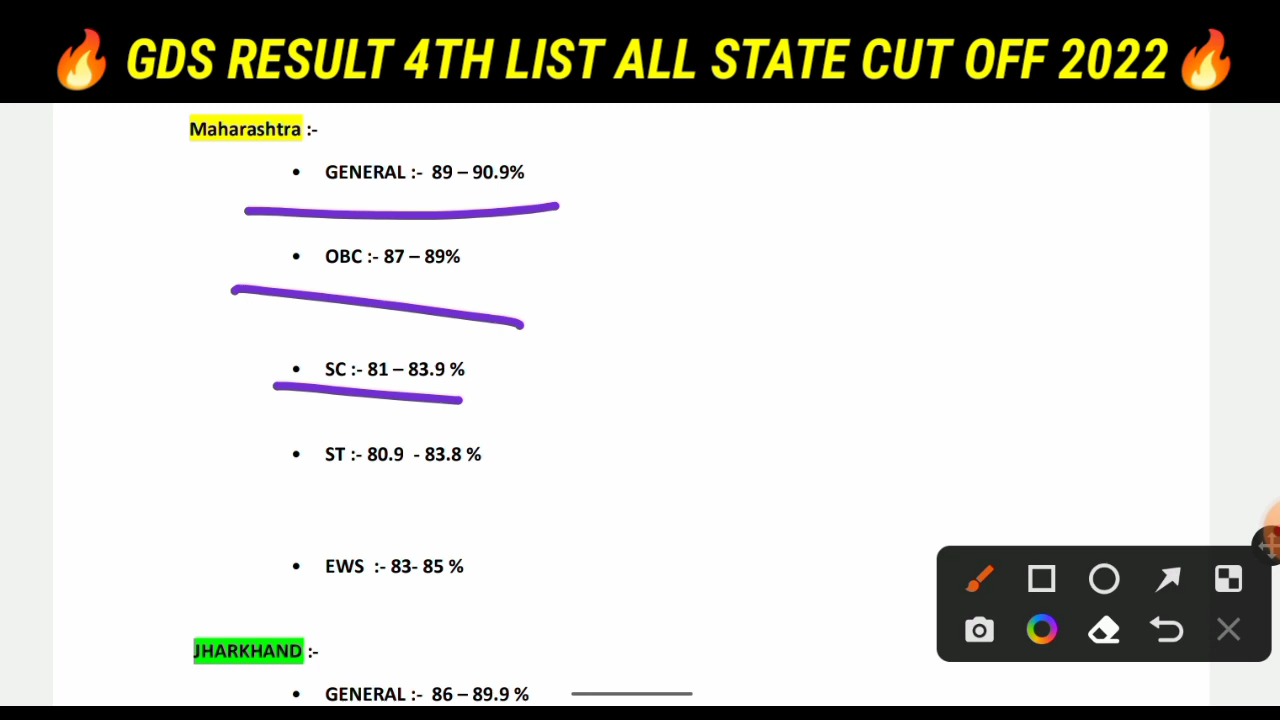 🔥 GDS RESULT 4TH LIST ALL STATE CUT OFF 2022🔥
Maharashtra :-
• GENERAL :- 89 – 90.9%
• OBC :- 87 – 89%
• SC :- 81 – 83.9 %
• ST :- 80.9 - 83.8 %
• EWS :- 83- 85 %
JHARKHAND :-
• GENERAL :- 86 – 89.9 %